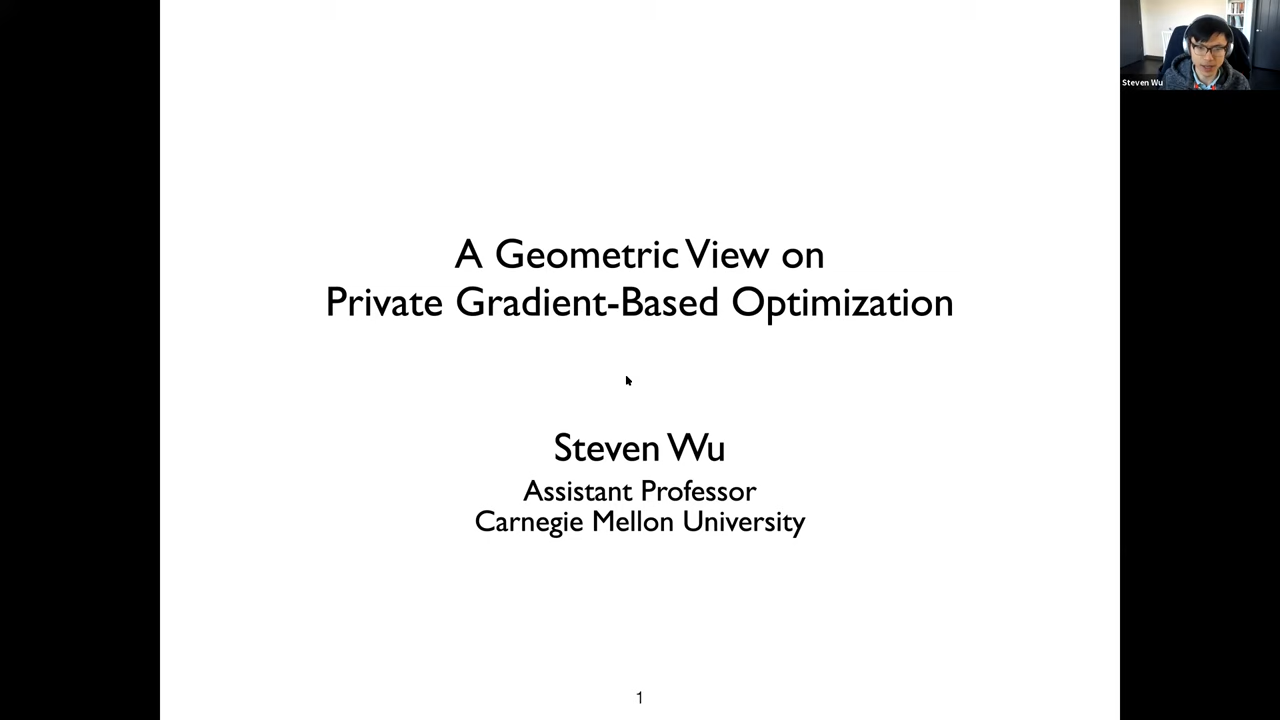 A Geometric View on
Private Gradient-Based Optimization
Steven Wu
Assistant Professor
Carnegie Mellon University
1
Steven Wu